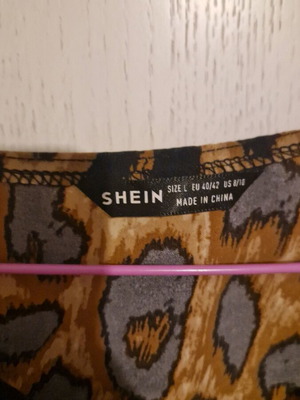 SHEIN
SIZE L EU 40/42 US 8/10
MADE IN CHINA